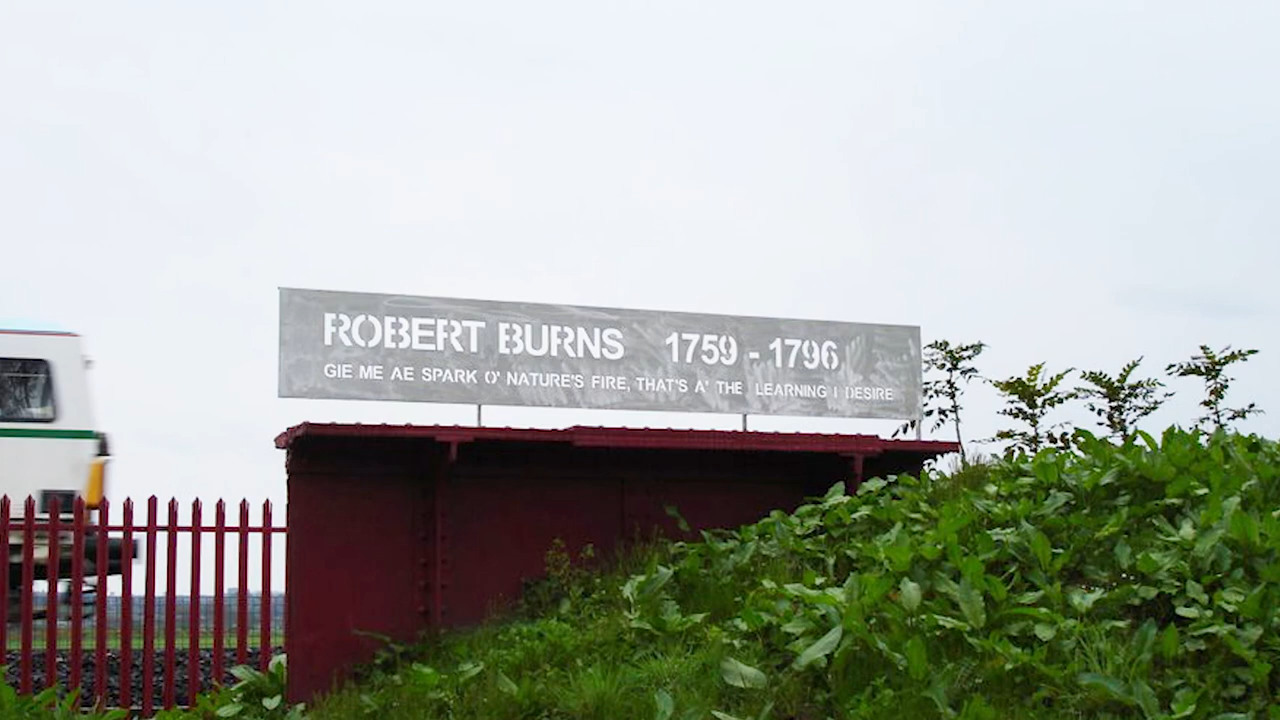 ROBERT BURNS 1759 - 1796
GIE ME AE SPARK O' NATURE'S FIRE, THAT'S A' THE LEARNING I DESIRE